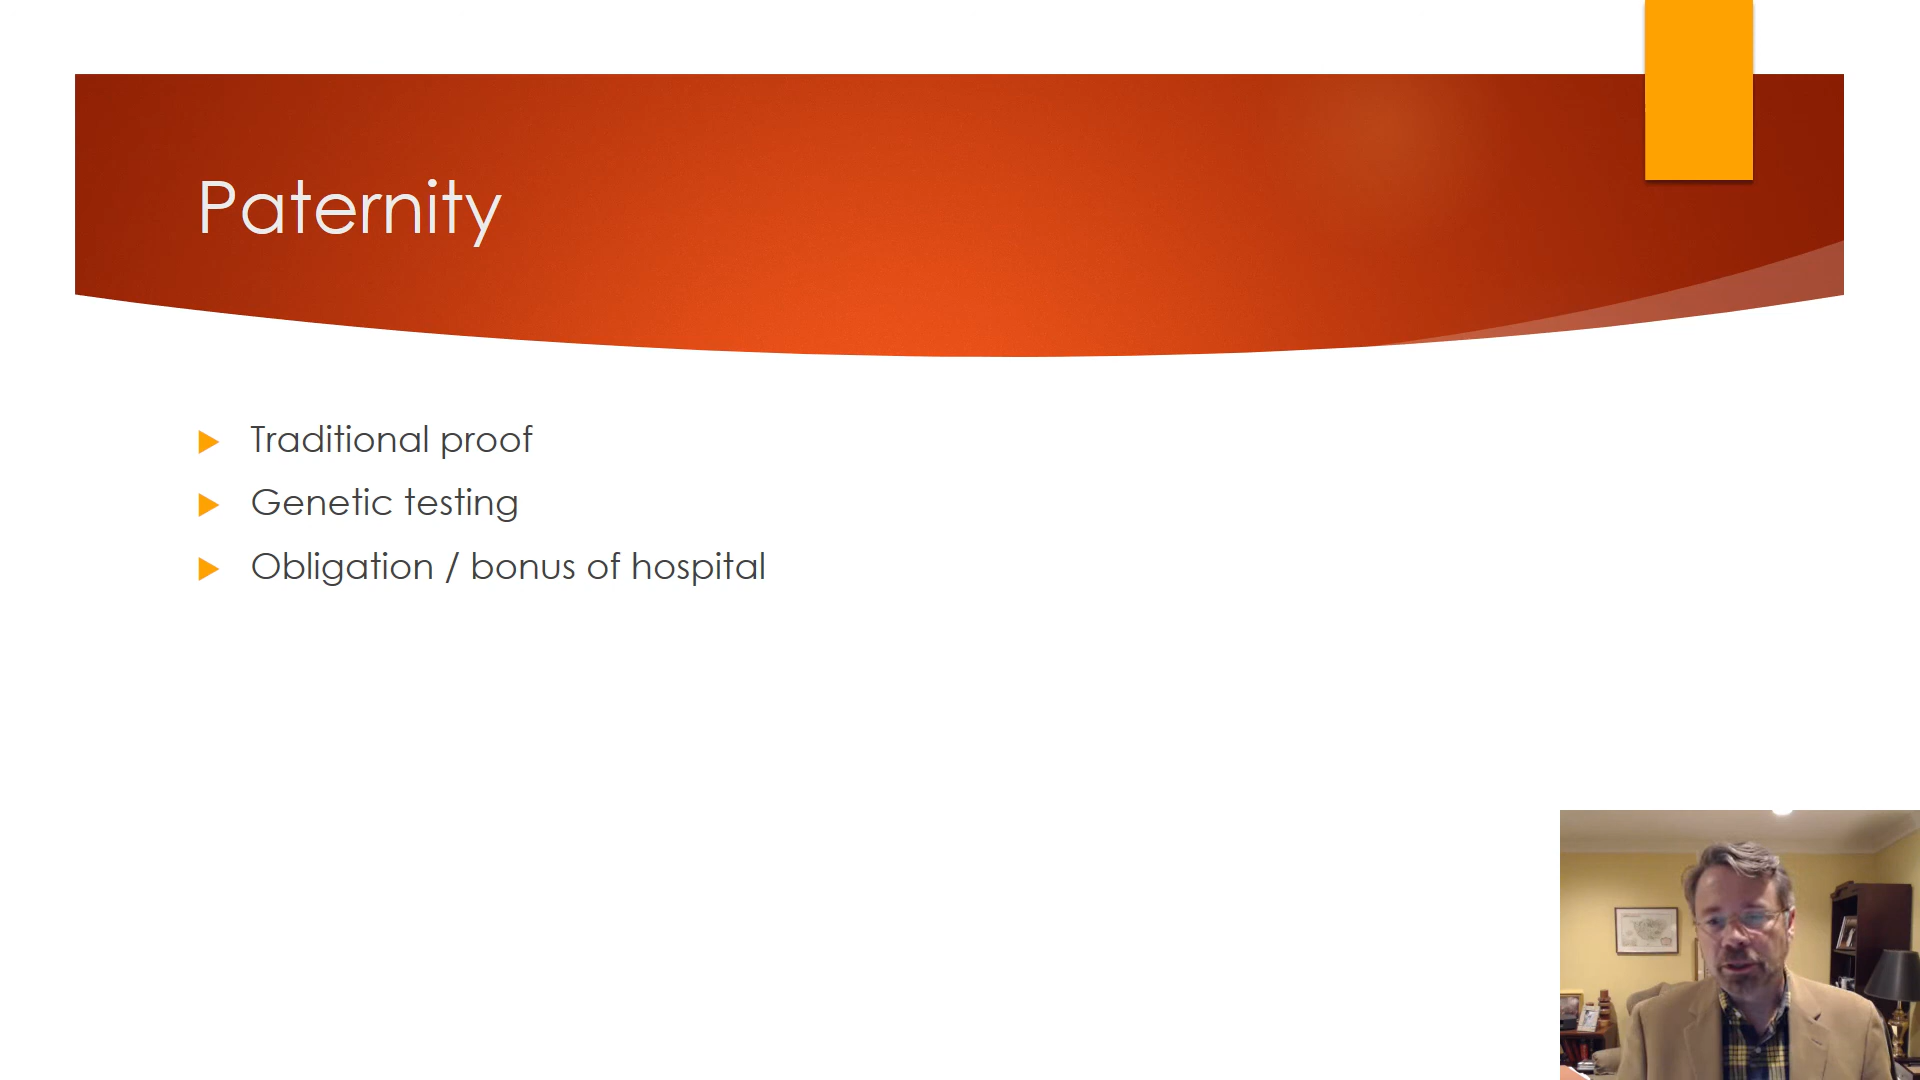 Paternity
Traditional proof
Genetic testing
Obligation / bonus of hospital